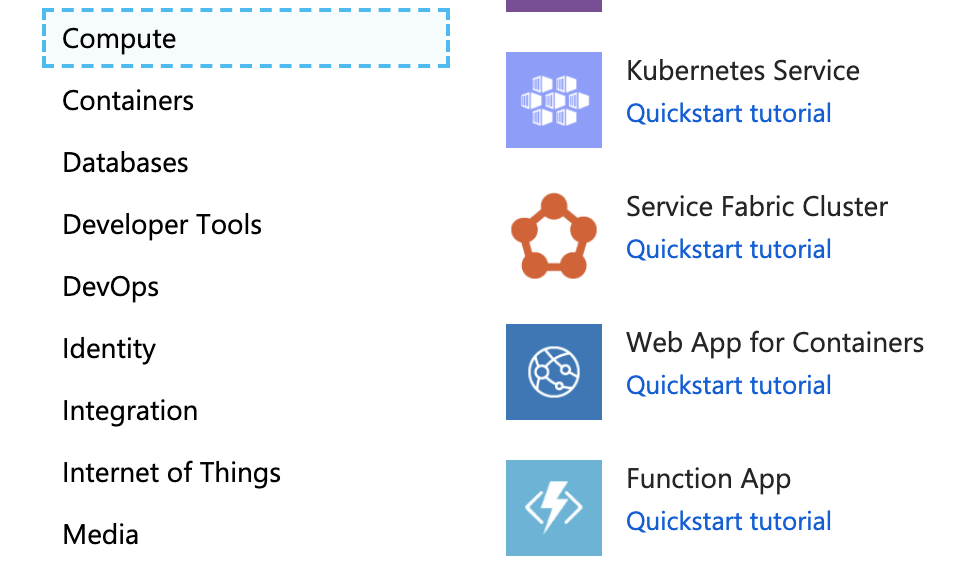 Compute
Containers
Databases
Developer Tools
DevOps
Identity
Integration
Internet of Things
Media
Kubernetes Service
Quickstart tutorial
Service Fabric Cluster
Quickstart tutorial
Web App for Containers
Quickstart tutorial
Function App
Quickstart tutorial